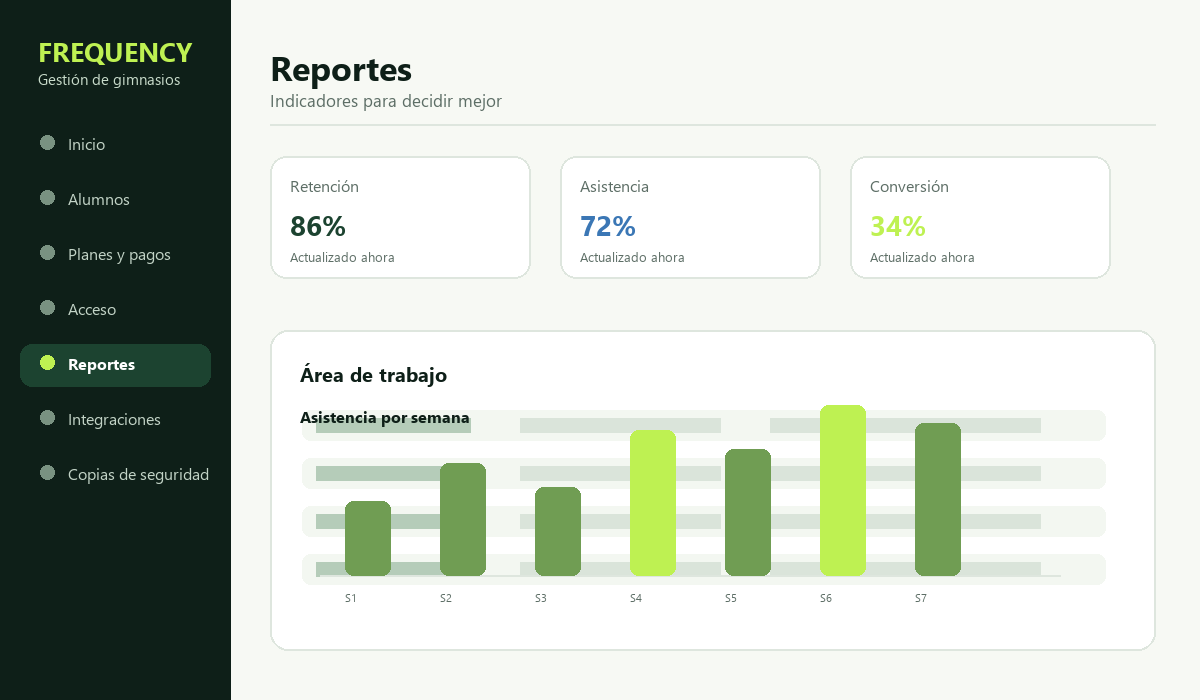 FREQUENCY
Gestión de gimnasios
Inicio
Alumnos
Planes y pagos
Acceso
Reportes
Integraciones
Copias de seguridad
Reportes
Indicadores para decidir mejor
Retención
86%
Actualizado ahora
Asistencia
72%
Actualizado ahora
Conversión
34%
Actualizado ahora
Área de trabajo
Asistencia por semana
S1 S2 S3 S4 S5 S6 S7